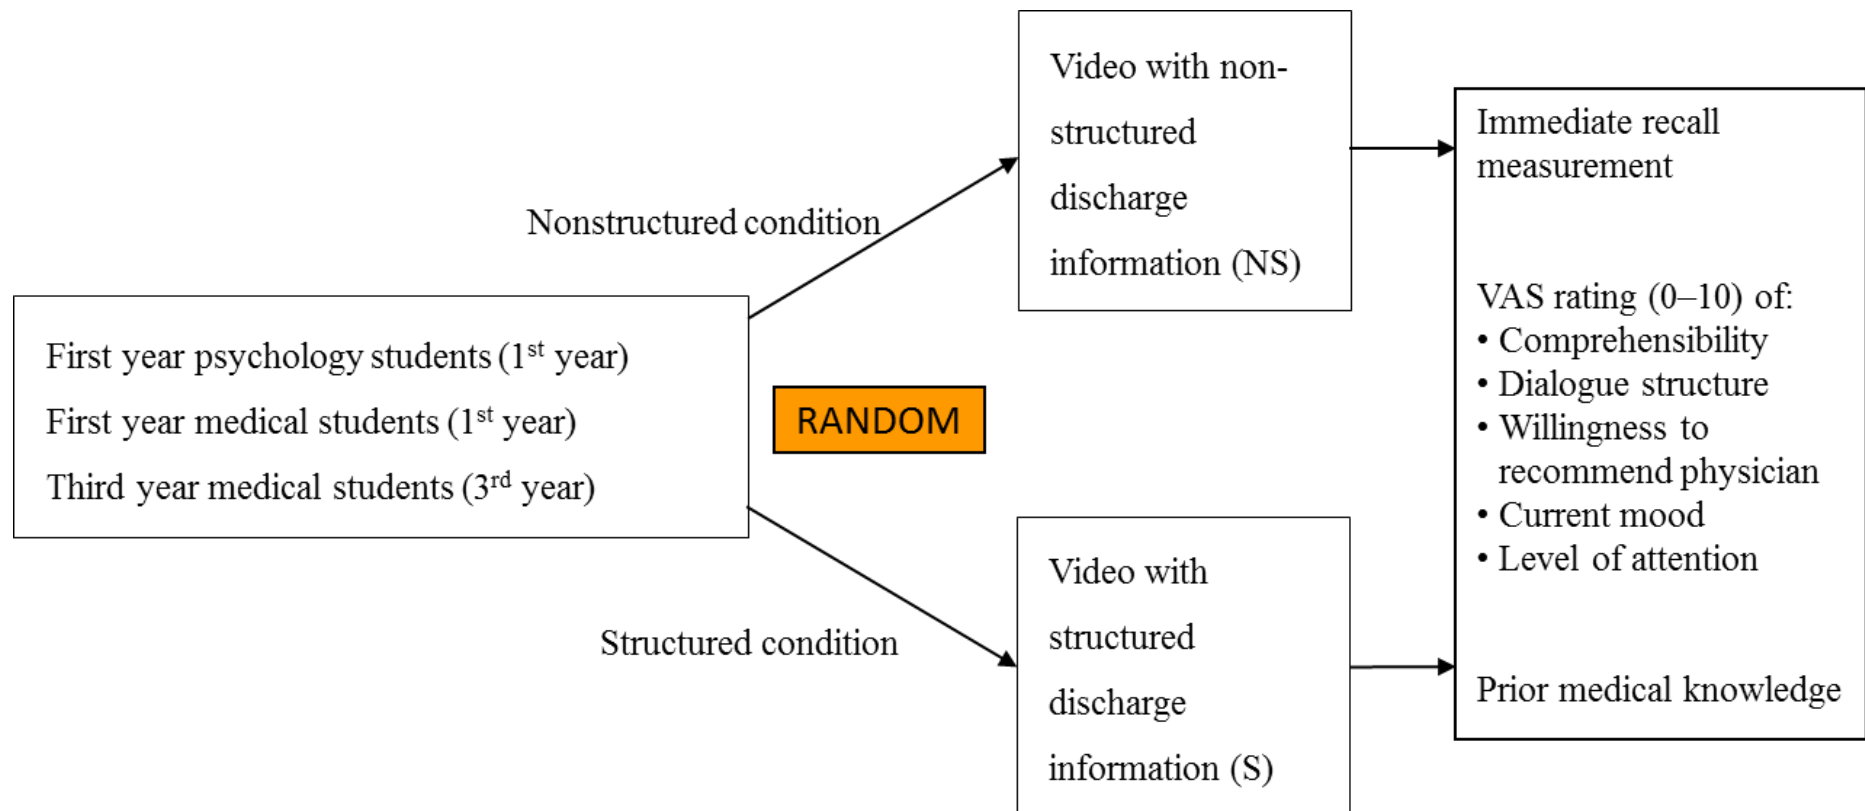 First year psychology students (1st year)
First year medical students (1st year)
Third year medical students (3rd year)
RANDOM
Nonstructured condition
Structured condition
Video with non-
structured
discharge
information (NS)
Video with
structured
discharge
information (S)
Immediate recall
measurement
VAS rating (0–10) of:
• Comprehensibility
• Dialogue structure
• Willingness to
recommend physician
• Current mood
• Level of attention
Prior medical knowledge